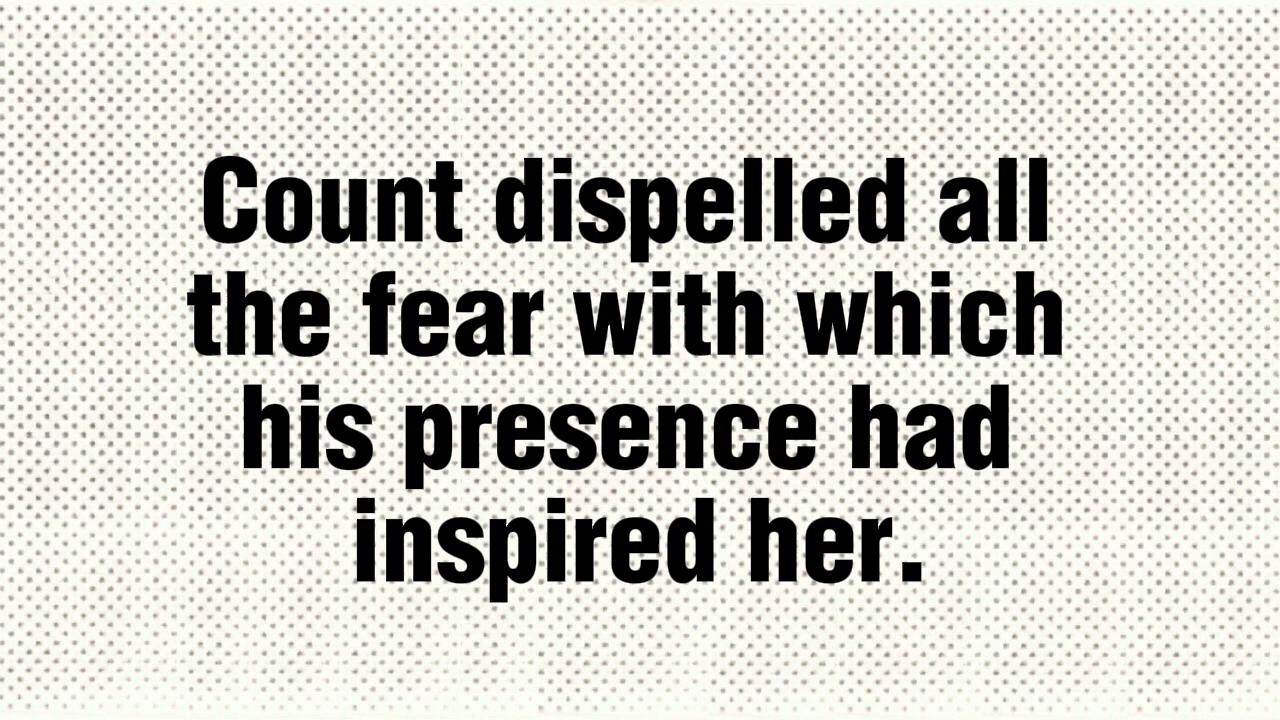 Count dispelled all
the fear with which
his presence had
inspired her.